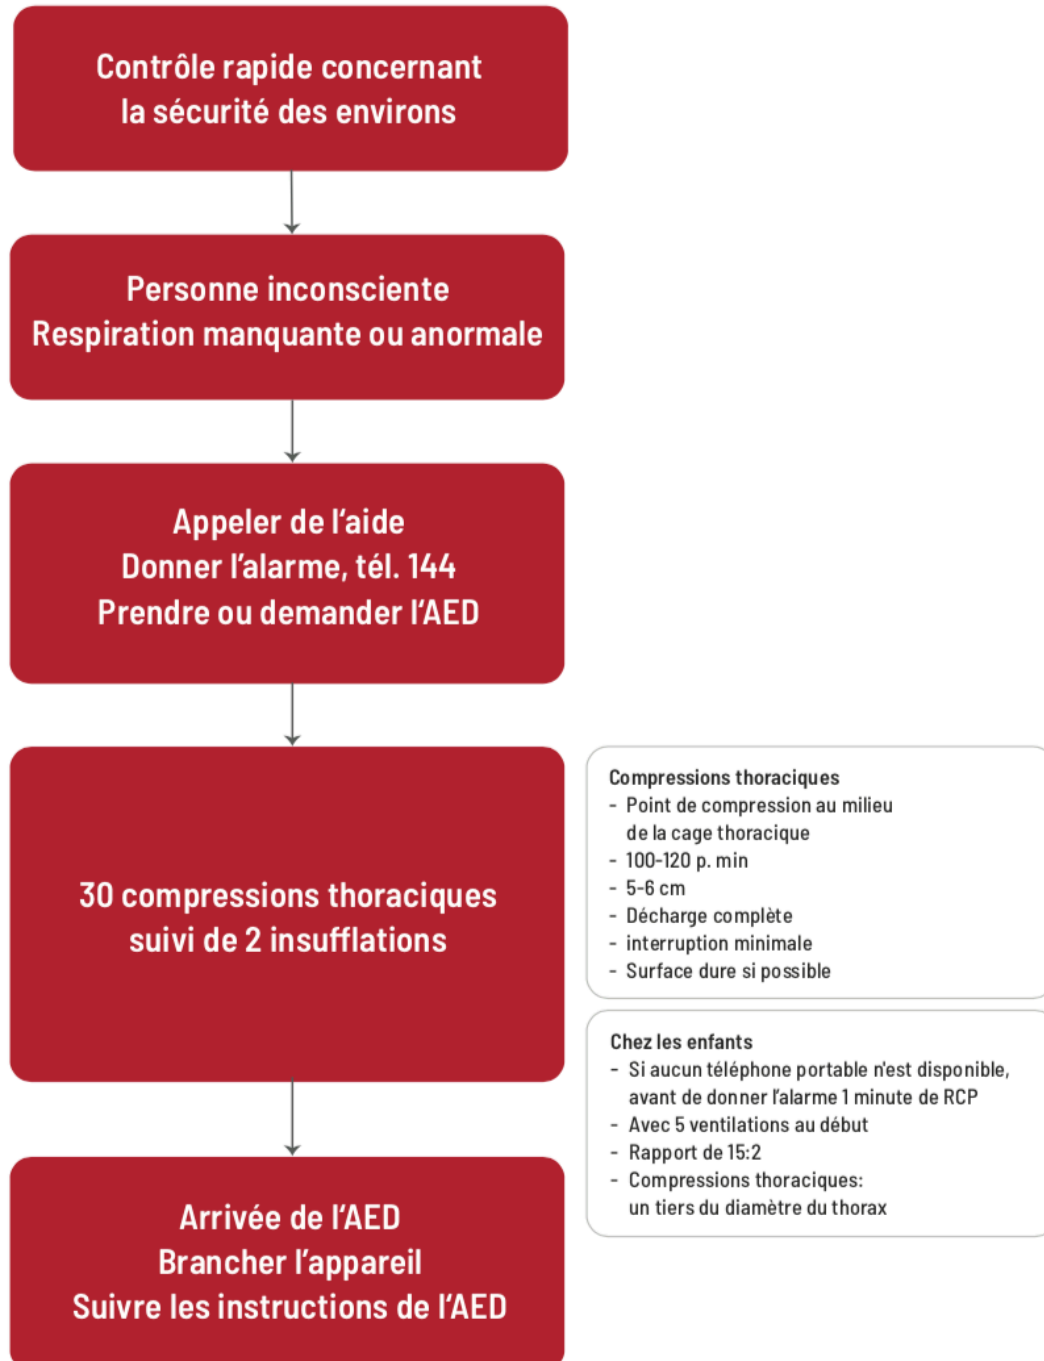 Contrôle rapide concernant
la sécurité des environs
Personne inconsciente
Respiration manquante ou anormale
Appeler de l‘aide
Donner l’alarme, tél. 144
Prendre ou demander l‘AED
30 compressions thoraciques
suivi de 2 insufflations
Compressions thoraciques
- Point de compression au milieu
de la cage thoracique
- 100-120 p. min
- 5-6 cm
- Décharge complète
- interruption minimale
- Surface dure si possible
Chez les enfants
- Si aucun téléphone portable n'est disponible,
avant de donner l’alarme 1 minute de RCP
- Avec 5 ventilations au début
- Rapport de 15:2
- Compressions thoraciques:
un tiers du diamètre du thorax
Arrivée de l‘AED
Brancher l’appareil
Suivre les instructions de l‘AED